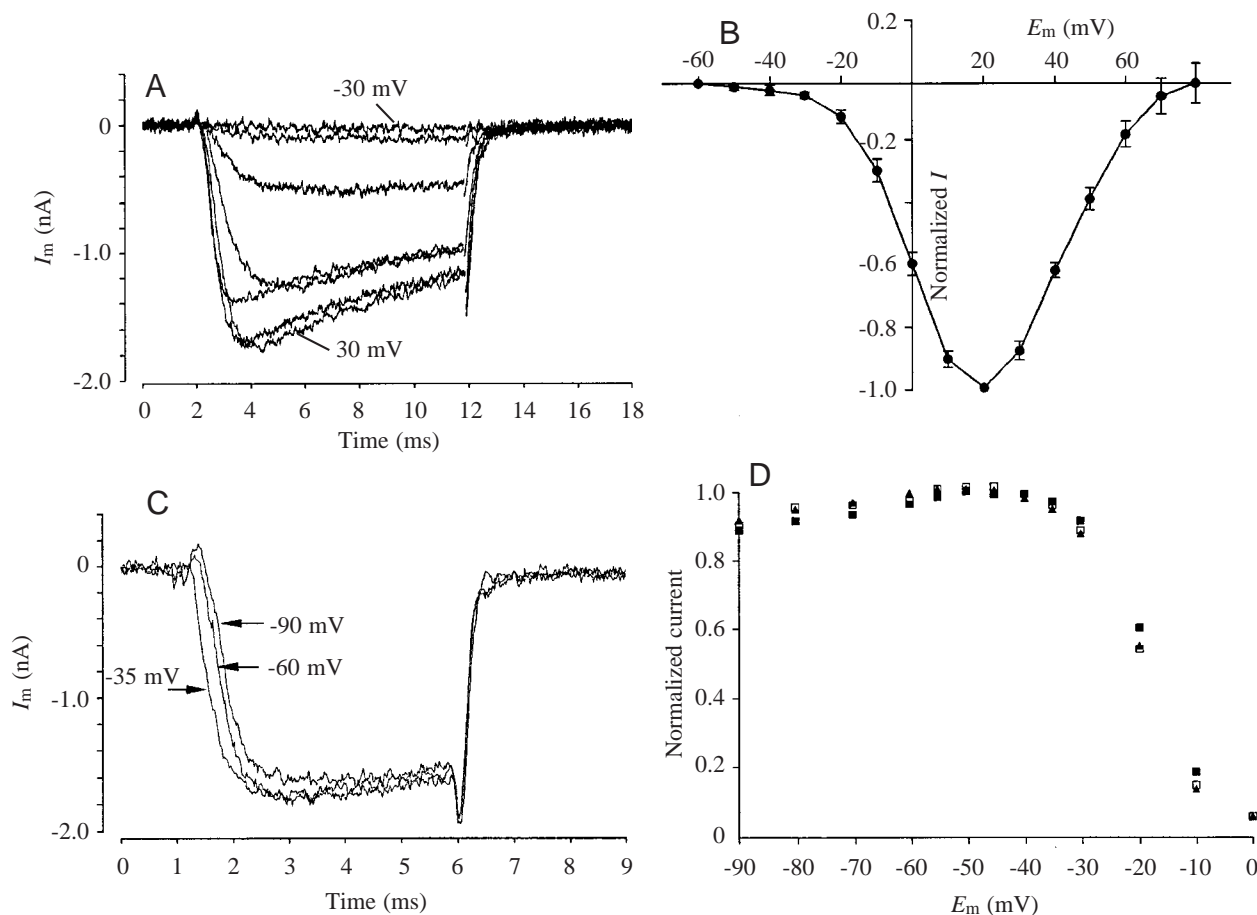 A
-30 mV
0
-1.0
-2.0
I_m (nA)
30 mV
0 2 4 6 8 10 12 14 16 18
Time (ms)
B
0.2
E_m (mV)
-60 -40 -20 20 40 60
-0.2
-0.6
-0.8
-1.0
Normalized I
C
0
-1.0
-2.0
I_m (nA)
-90 mV
-60 mV
-35 mV
0 1 2 3 4 5 6 7 8 9
Time (ms)
D
1.0
0.8
0.6
0.4
0.2
0
Normalized current
-90 -80 -70 -60 -50 -40 -30 -20 -10 0
E_m (mV)